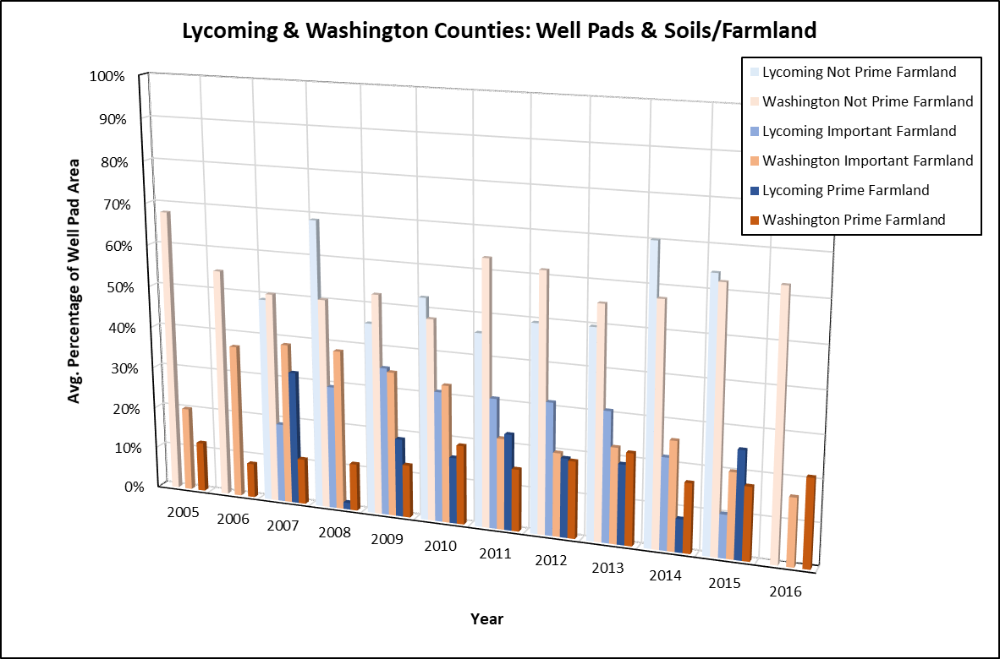 Lycoming & Washington Counties: Well Pads & Soils/Farmland
Lycoming Not Prime Farmland
Washington Not Prime Farmland
Lycoming Important Farmland
Washington Important Farmland
Lycoming Prime Farmland
Washington Prime Farmland
Avg. Percentage of Well Pad Area
100%
90%
80%
70%
60%
50%
40%
30%
20%
10%
0%
2005
2006
2007
2008
2009
2010
2011
2012
2013
2014
2015
2016
Year